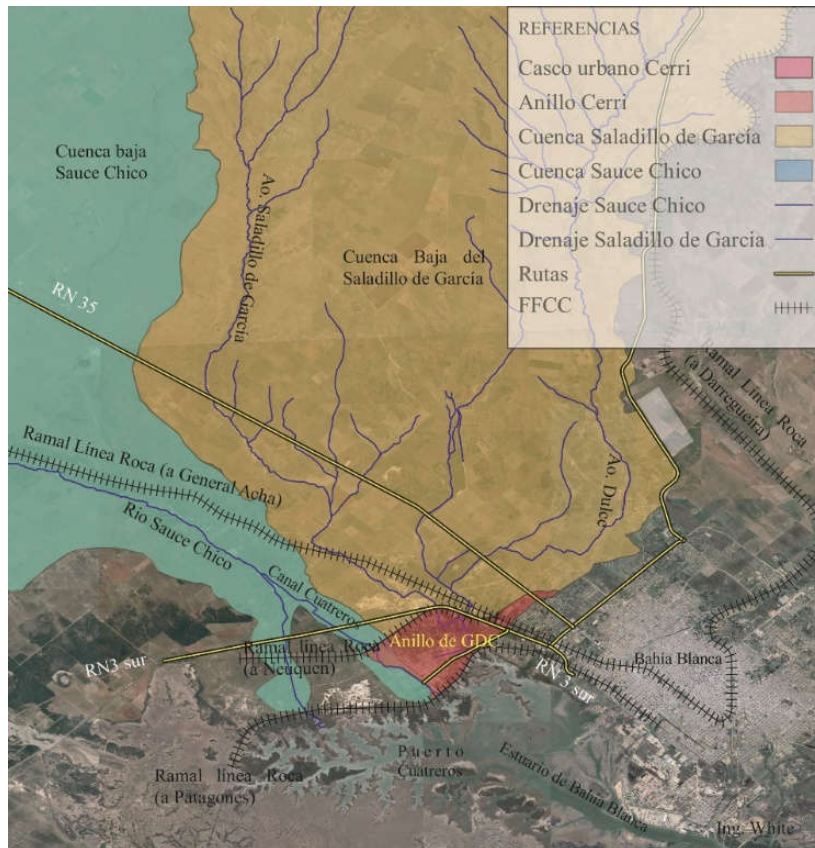 REFERENCIAS
Casco urbano Cerri
Anillo Cerri
Cuenca Saladillo de García
Cuenca Sauce Chico
Drenaje Sauce Chico
Drenaje Saladillo de García
Rutas
FFCC
Cuenca baja
Sauce Chico
Ao. Saladillo de García
Cuenca Baja del
Saladillo de García
RN 35
Ramal Línea Roca
(a Darregueira)
Ramal Línea Roca (a General Acha)
Ao. Dulce
Río Sauce Chico
Canal Cuatreros
Anillo de GDC
Ramal línea Roca
(a Neuquén)
RN3 sur
Bahía Blanca
RN 3 sur
Puerto
Cuatreros
Estuario de Bahía Blanca
Ramal línea Roca
(a Patagones)
Ing. White